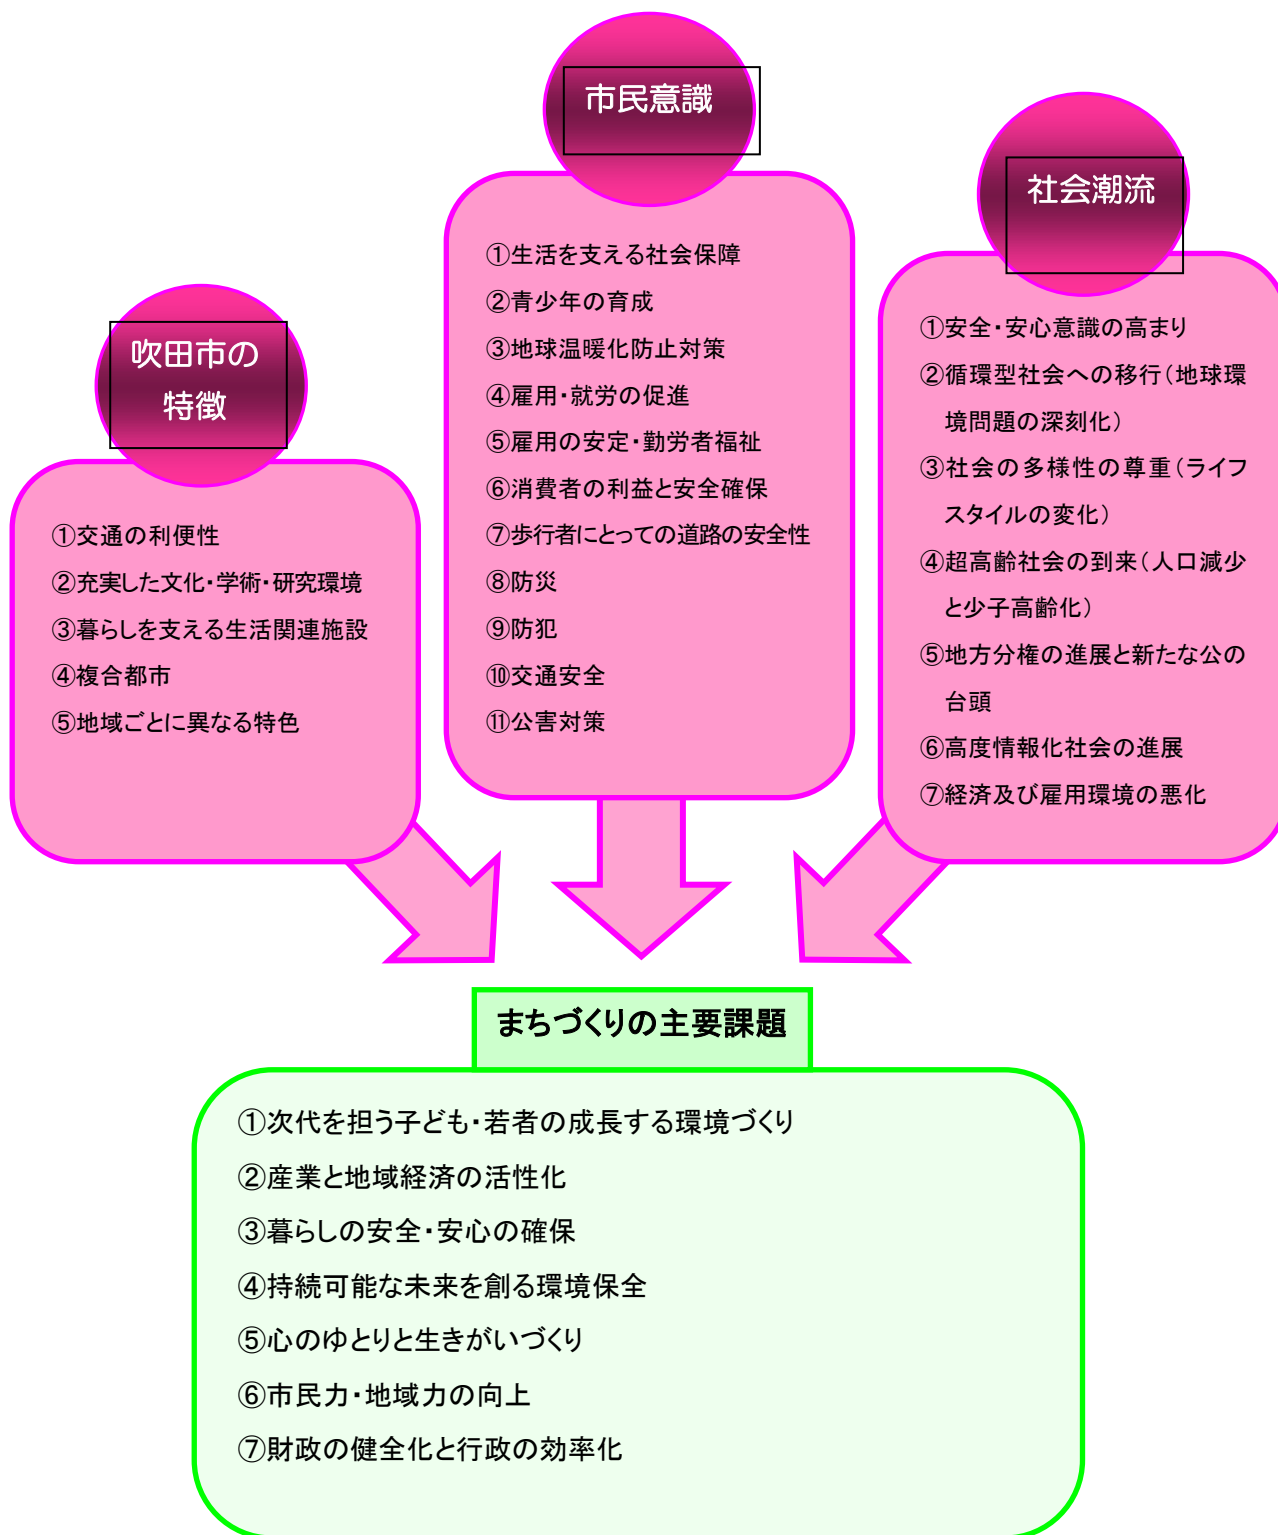 市民意識
①生活を支える社会保障
②青少年の育成
③地球温暖化防止対策
④雇用・就労の促進
⑤雇用の安定・勤労者福祉
⑥消費者の利益と安全確保
⑦歩行者にとっての道路の安全性
⑧防災
⑨防犯
⑩交通安全
⑪公害対策
社会潮流
①安全・安心意識の高まり
②循環型社会への移行（地球環
境問題の深刻化）
③社会の多様性の尊重（ライフ
スタイルの変化）
④超高齢社会の到来（人口減少
と少子高齢化）
⑤地方分権の進展と新たな公の
台頭
⑥高度情報化社会の進展
⑦経済及び雇用環境の悪化
吹田市の
特徴
①交通の利便性
②充実した文化・学術・研究環境
③暮らしを支える生活関連施設
④複合都市
⑤地域ごとに異なる特色
まちづくりの主要課題
①次代を担う子ども・若者の成長する環境づくり
②産業と地域経済の活性化
③暮らしの安全・安心の確保
④持続可能な未来を創る環境保全
⑤心のゆとりと生きがいづくり
⑥市民力・地域力の向上
⑦財政の健全化と行政の効率化